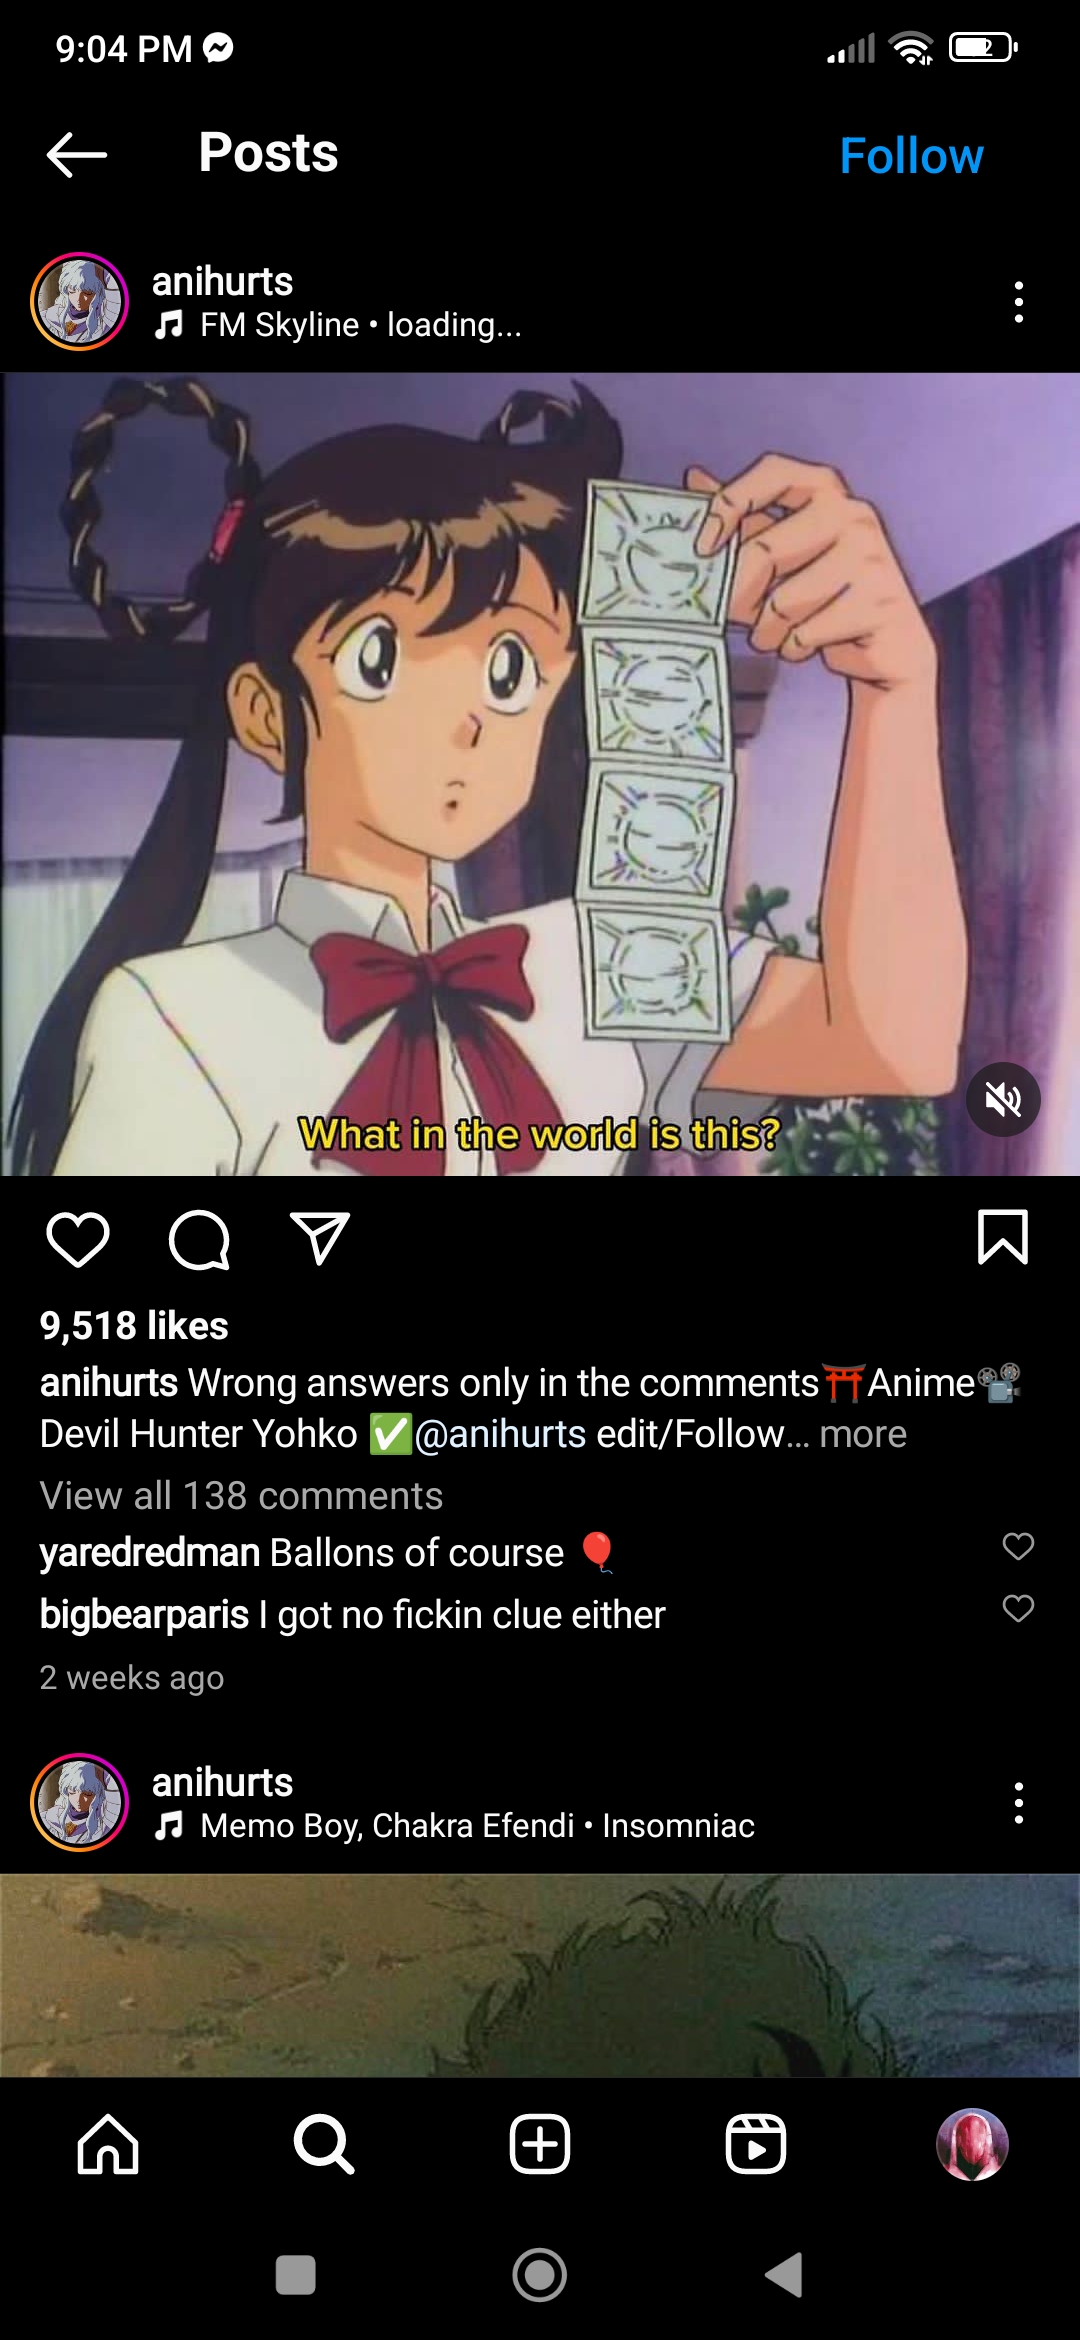 9:04 PM
2
Posts
Follow
anihurts
FM Skyline • loading...
What in the world is this?
9,518 likes
anihurts Wrong answers only in the comments⛩️Anime📽️
Devil Hunter Yohko ✅@anihurts edit/Follow... more
View all 138 comments
yaredredman Ballons of course 🎈
bigbearparis I got no fickin clue either
2 weeks ago
anihurts
Memo Boy, Chakra Efendi • Insomniac